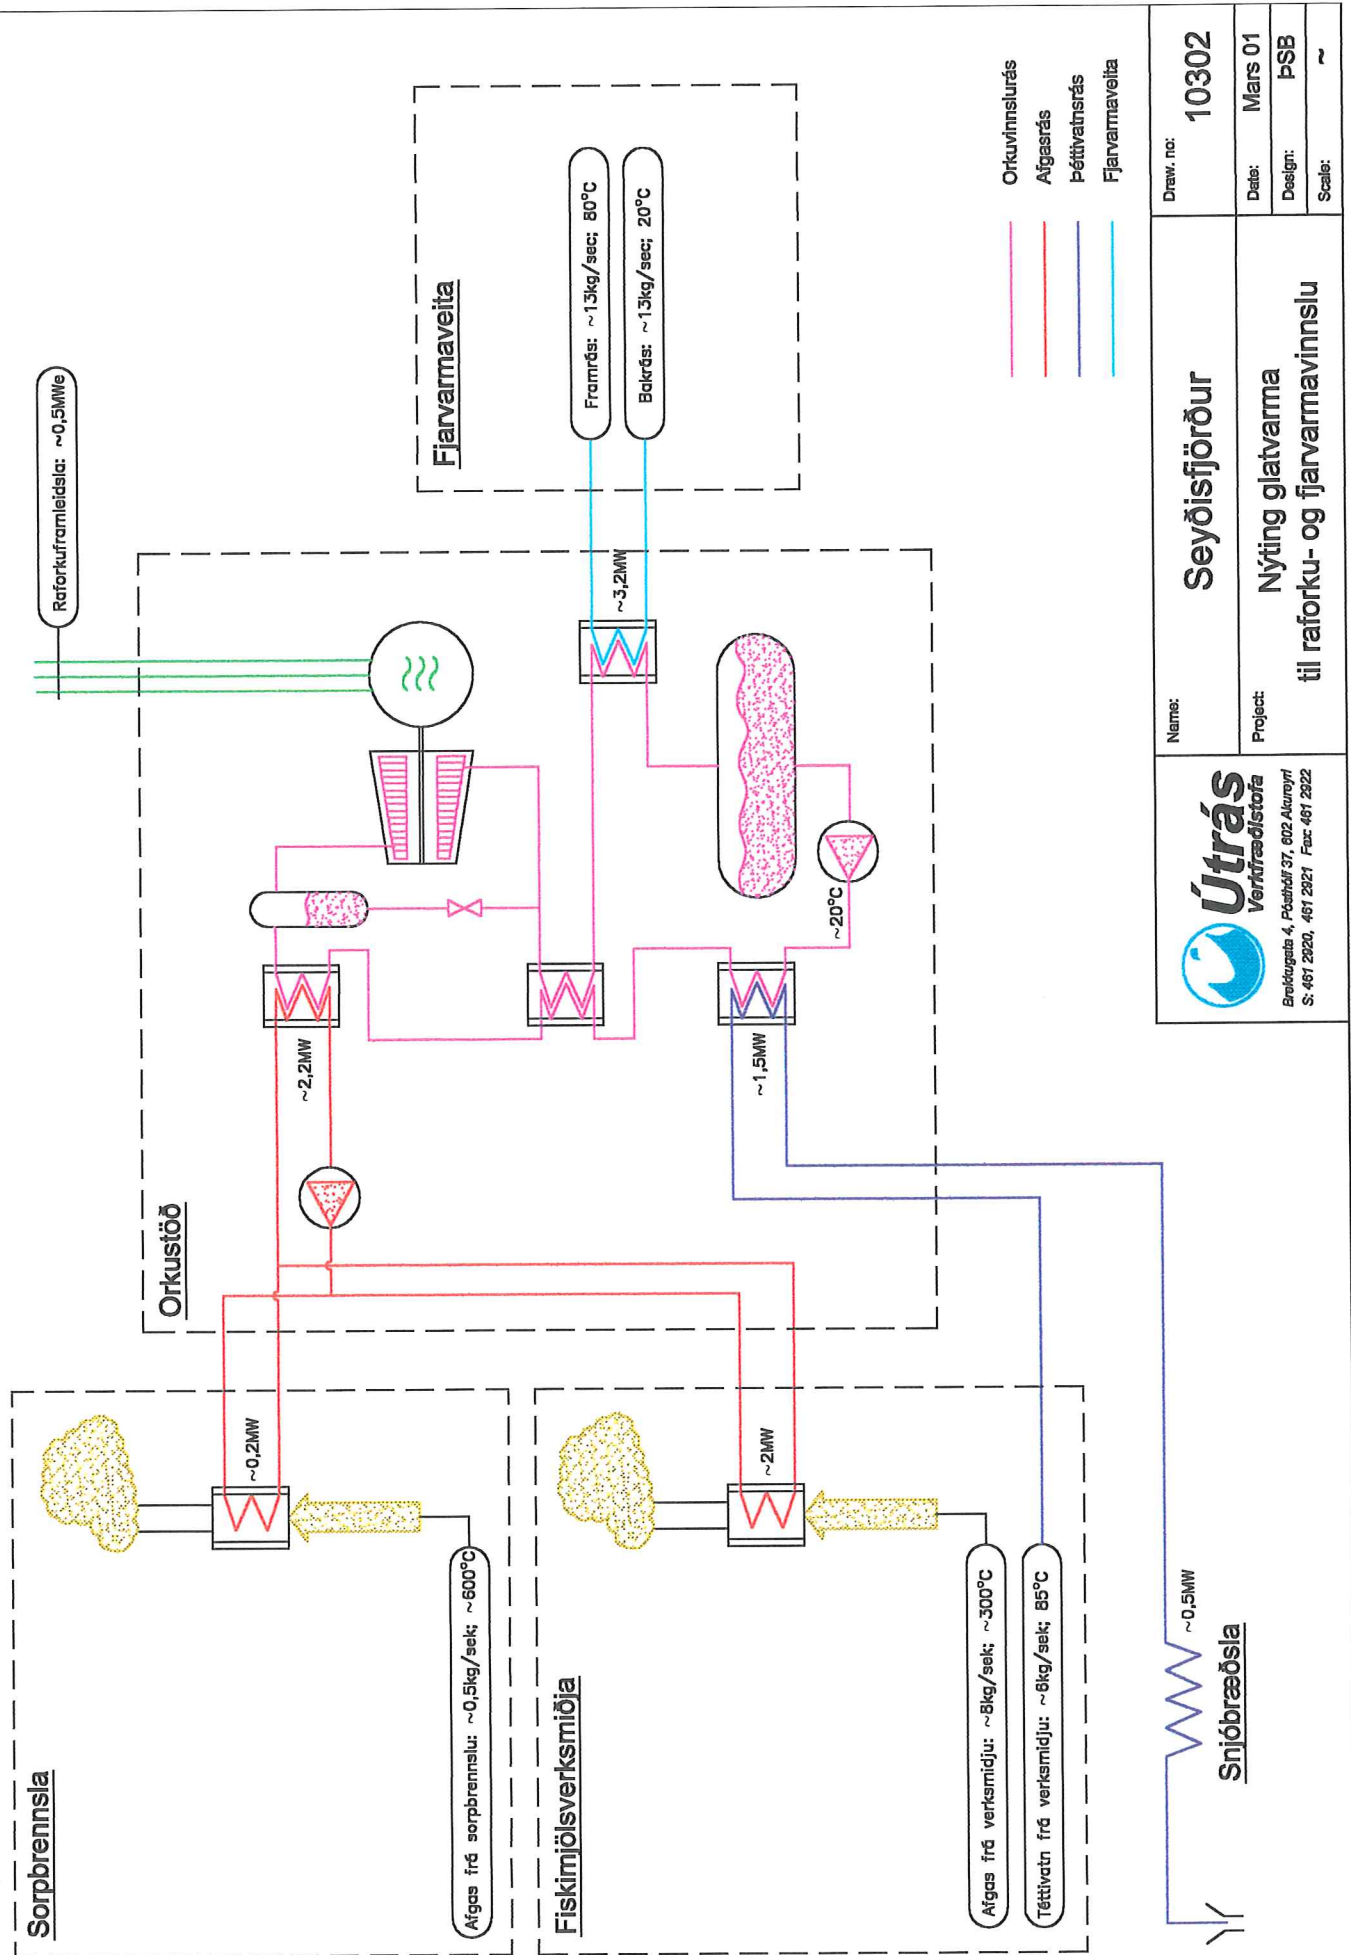 Sorpbrennsla
~0,2MW
Afgas frá sorpbrennslu: ~0,5kg/sek; ~600°C
Fiskimjölsverksmiðja
~2MW
Afgas frá verksmidju: ~8kg/sek; ~300°C
Téttivatn frá verksmidju: ~6kg/sek; 85°C
Snjóbræðsla
~0,5MW
Orkustöð
~2,2MW
~1,5MW
~20°C
~3,2MW
Raforkuframleidsla: ~0,5MWe
Fjarvarmaveita
Framrás: ~13kg/sec; 80°C
Bakrás: ~13kg/sec; 20°C
Orkuvinnslurás
Afgasrás
Þéttivatnsrás
Fjarvarmaveita
Útrás
Verkfræðistofa
Brekkugata 4, Pósthólf 37, 602 Akureyri
S: 461 2920, 461 2921 Fax: 461 2922
Name:
Seyðisfjörður
Project:
Nýting glatvarma
til raforku- og fjarvarmavinnslu
Draw. no:
10302
Date: Mars 01
Design: ÞSB
Scale: ~